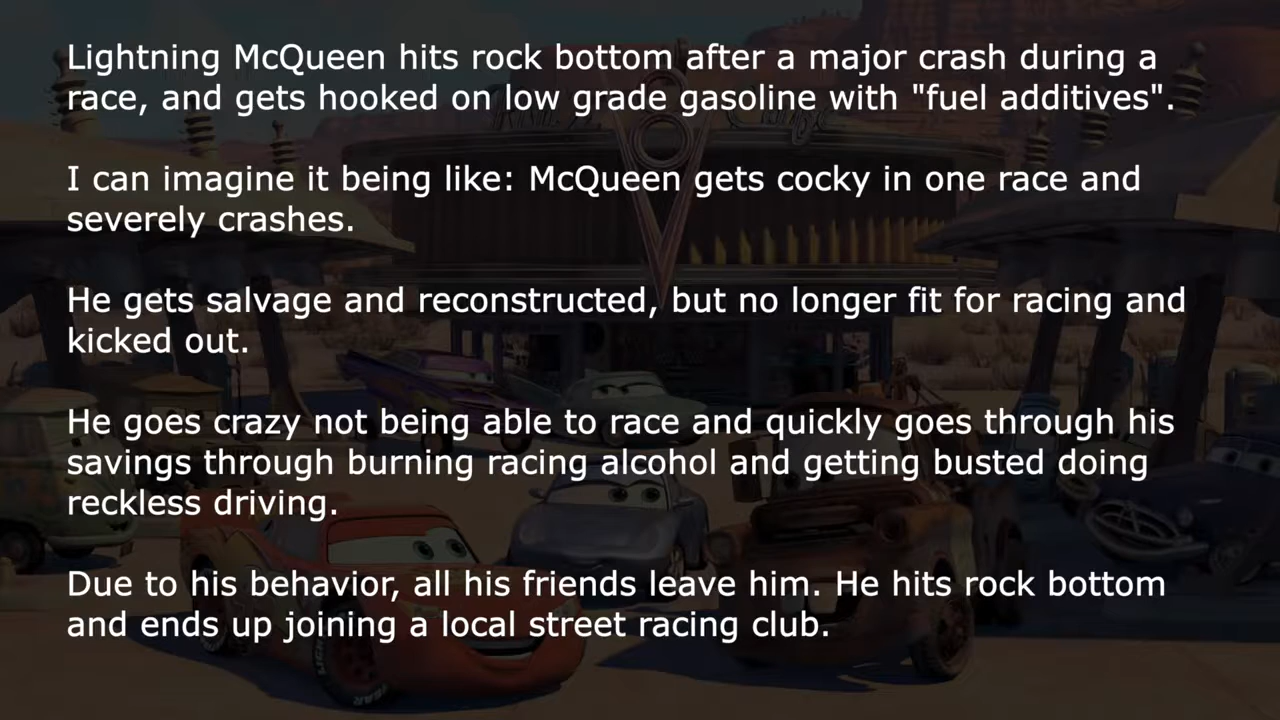 Lightning McQueen hits rock bottom after a major crash during a
race, and gets hooked on low grade gasoline with "fuel additives".
I can imagine it being like: McQueen gets cocky in one race and
severely crashes.
He gets salvage and reconstructed, but no longer fit for racing and
kicked out.
He goes crazy not being able to race and quickly goes through his
savings through burning racing alcohol and getting busted doing
reckless driving.
Due to his behavior, all his friends leave him. He hits rock bottom
and ends up joining a local street racing club.